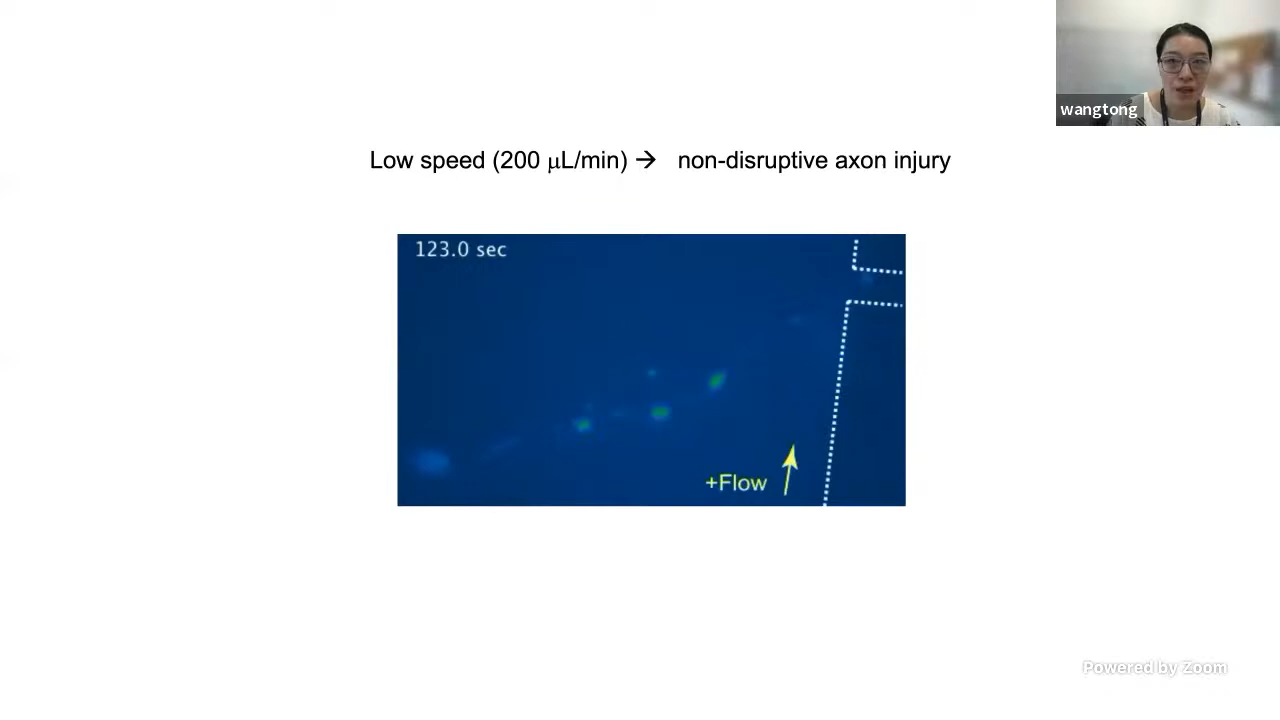 wangtong
Low speed (200 μL/min) → non-disruptive axon injury
123.0 sec
+Flow
Powered by Zoom